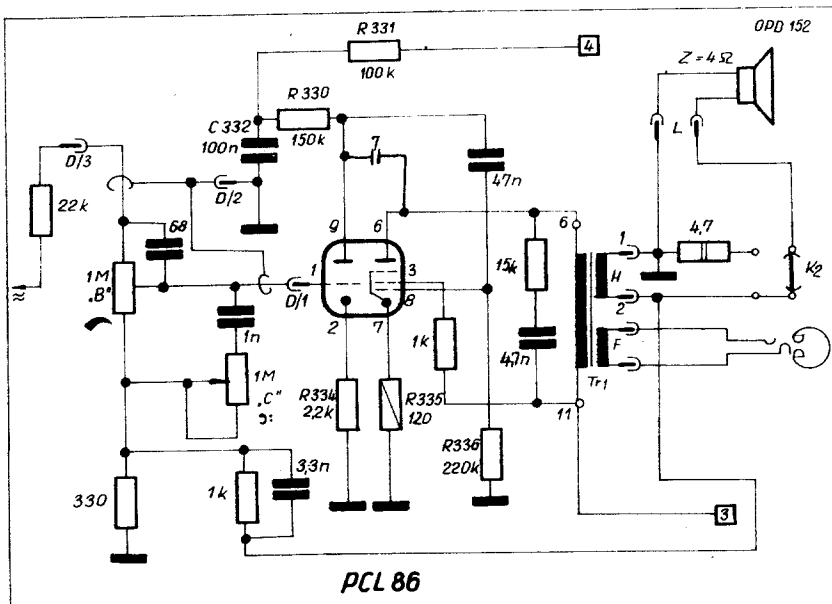 OPD 152
R 331
100k
4
Z = 4 Ω
R 330
150k
C 332
100n
7
47n
L
D/3
D/2
22k
68
9
6
6
1
4,7
K2
1M
„B"
1
D/1
3
8
15k
H
2
2
7
1n
1k
4,7n
F
1M
„C"
R334
2,2k
R335
120
Tr1
11
R336
220k
330
1k
3,3n
3
PCL 86